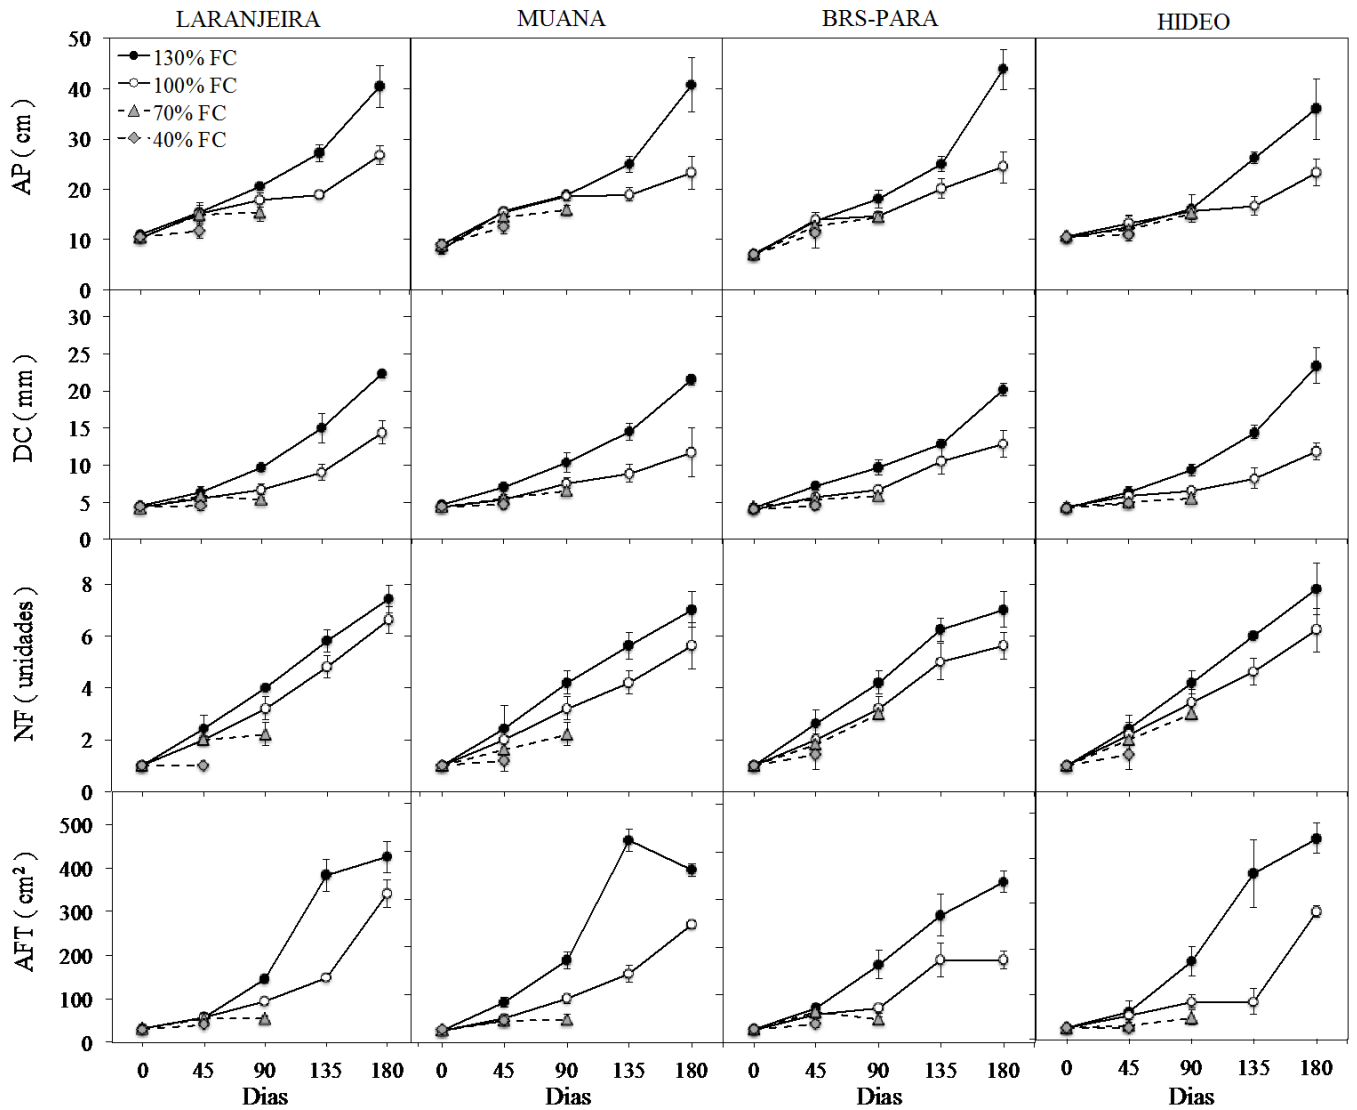 LARANJEIRA MUANA BRS-PARA HIDEO
AP ( cm )
50
40
30
20
10
0
130% FC
100% FC
70% FC
40% FC
DC ( mm )
30
25
20
15
10
5
0
NF ( unidades )
8
6
4
2
0
AFT ( cm² )
500
400
300
200
100
0
0 45 90 135 180 0 45 90 135 180 0 45 90 135 180 0 45 90 135 180
Dias Dias Dias Dias